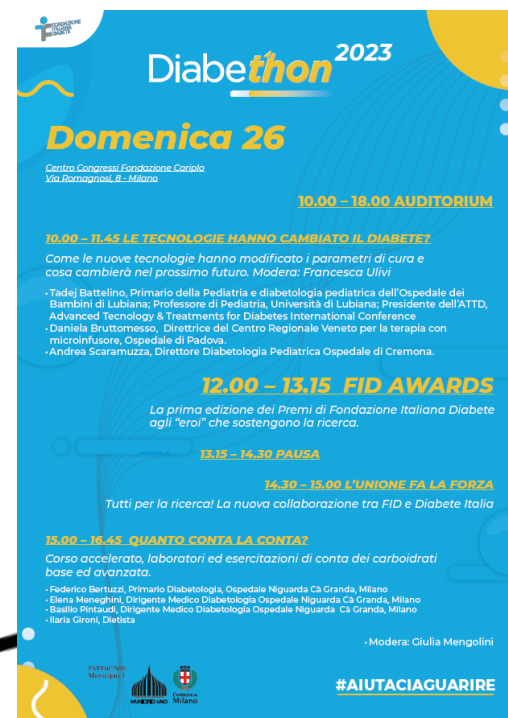 FONDAZIONE
ITALIANA
DIABETE
Diabethon 2023
Domenica 26
Centro Congressi Fondazione Cariplo
Via Romagnosi, 8 - Milano
10.00 – 18.00 AUDITORIUM
10.00 – 11.45 LE TECNOLOGIE HANNO CAMBIATO IL DIABETE?
Come le nuove tecnologie hanno modificato i parametri di cura e
cosa cambierà nel prossimo futuro. Modera: Francesca Ulivi
• Tadej Battelino, Primario della Pediatria e diabetologia pediatrica dell'Ospedale dei
Bambini di Lubiana; Professore di Pediatria, Università di Lubiana; Presidente dell'ATTD,
Advanced Tecnology & Treatments for Diabetes International Conference
• Daniela Bruttomesso, Direttrice del Centro Regionale Veneto per la terapia con
microinfusore, Ospedale di Padova.
• Andrea Scaramuzza, Direttore Diabetologia Pediatrica Ospedale di Cremona.
12.00 – 13.15 FID AWARDS
La prima edizione dei Premi di Fondazione Italiana Diabete
agli "eroi" che sostengono la ricerca.
13.15 – 14.30 PAUSA
14.30 – 15.00 L'UNIONE FA LA FORZA
Tutti per la ricerca! La nuova collaborazione tra FID e Diabete Italia
15.00 – 16.45 QUANTO CONTA LA CONTA?
Corso accelerato, laboratori ed esercitazioni di conta dei carboidrati
base ed avanzata.
• Federico Bertuzzi, Primario Diabetologia, Ospedale Niguarda Cà Granda, Milano
• Elena Meneghini, Dirigente Medico Diabetologia Ospedale Niguarda Cà Granda, Milano
• Basilio Pintaudi, Dirigente Medico Diabetologia Ospedale Niguarda Cà Granda, Milano
• Ilaria Gironi, Dietista
• Modera: Giulia Mengolini
PATROCINIO
Municipio 1
MUNICIPIO UNO
Comune di
Milano
#AIUTACIAGUARIRE